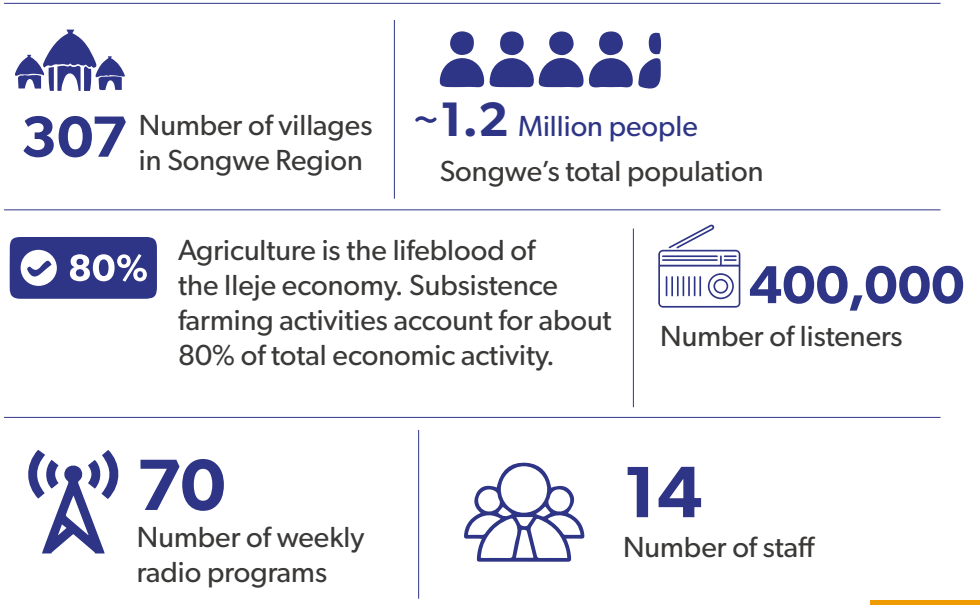 307
Number of villages
in Songwe Region
~1.2 Million people
Songwe's total population
80%
Agriculture is the lifeblood of
the lleje economy. Subsistence
farming activities account for about
80% of total economic activity.
400,000
Number of listeners
70
Number of weekly
radio programs
14
Number of staff